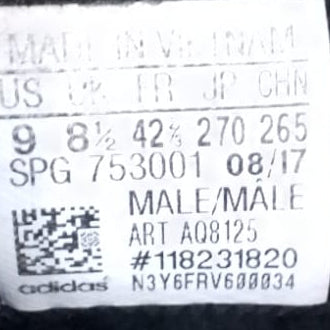 MADE IN VIETNAM
US UK FR JP CHN
9 8½ 42⅔ 270 265
SPG 753001 08/17
MALE/MÂLE
ART AQ8125
#118231820
adidas N3Y6FRV600034